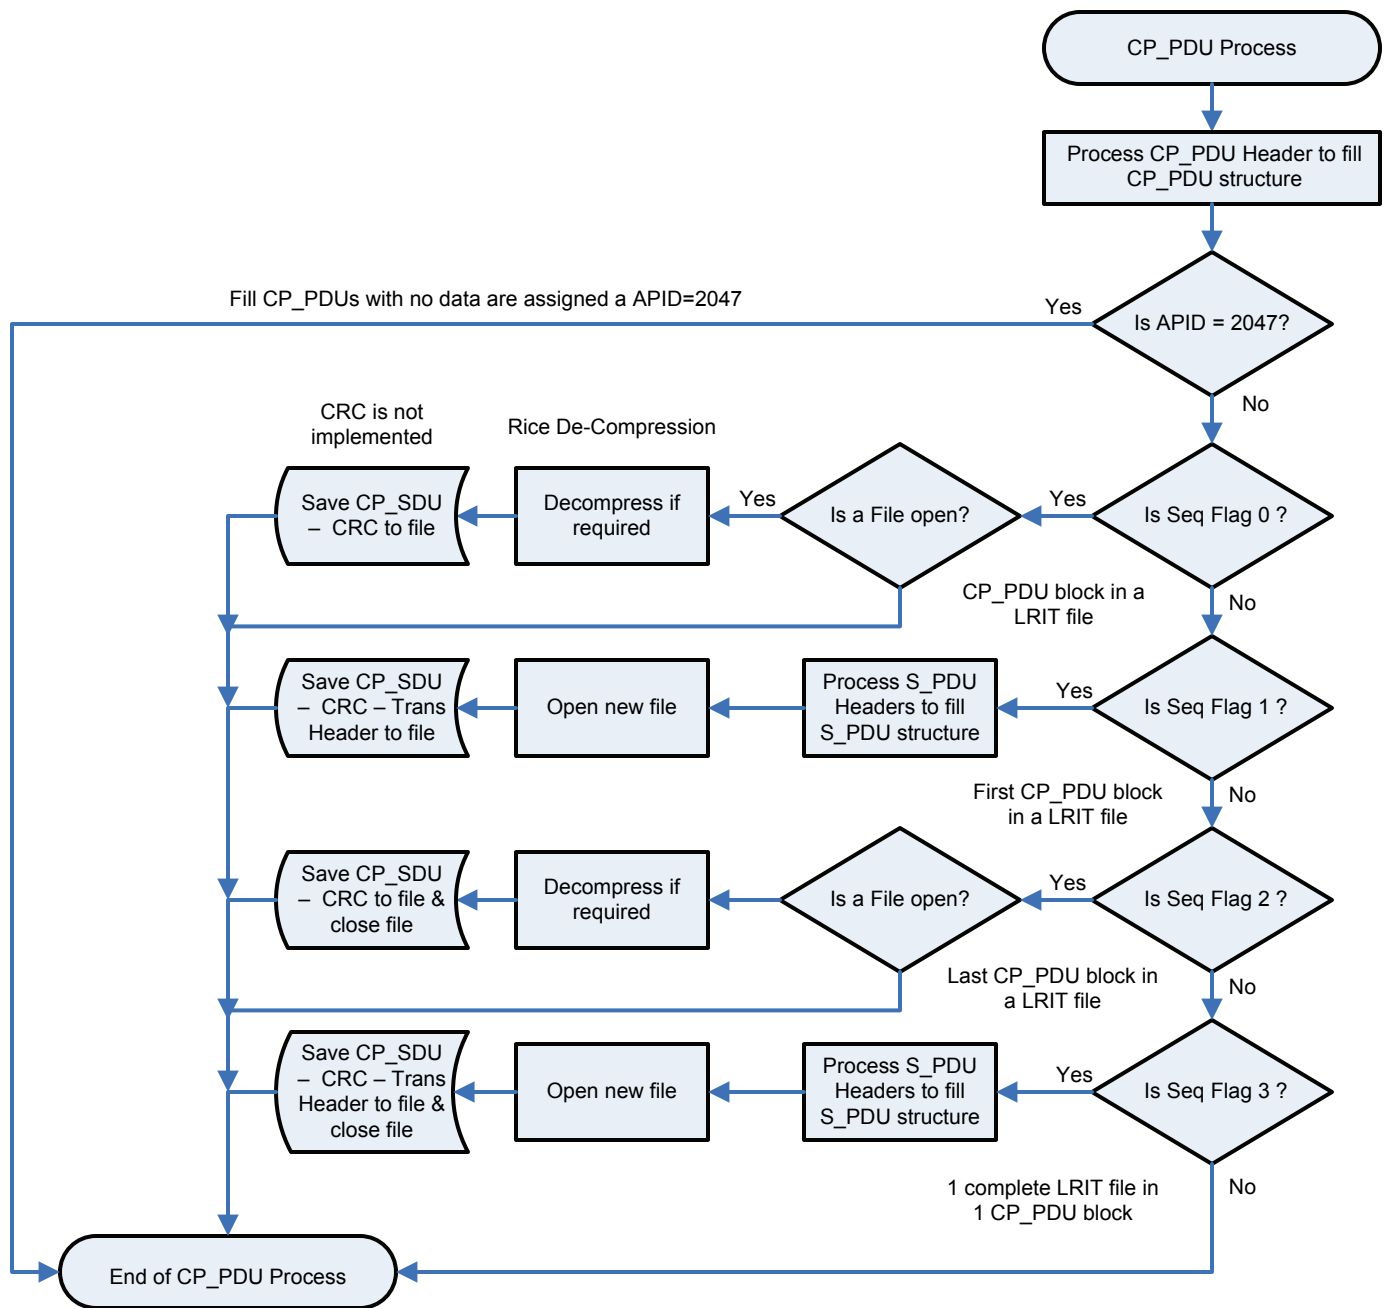 CP_PDU Process
Process CP_PDU Header to fill
CP_PDU structure
Fill CP_PDUs with no data are assigned a APID=2047
Yes
Is APID = 2047?
No
CRC is not
implemented
Rice De-Compression
Save CP_SDU
– CRC to file
Decompress if
required
Yes
Is a File open?
Yes
Is Seq Flag 0 ?
CP_PDU block in a
LRIT file
No
Save CP_SDU
– CRC – Trans
Header to file
Open new file
Process S_PDU
Headers to fill
S_PDU structure
Yes
Is Seq Flag 1 ?
First CP_PDU block
in a LRIT file
No
Save CP_SDU
– CRC to file &
close file
Decompress if
required
Is a File open?
Yes
Is Seq Flag 2 ?
Last CP_PDU block in
a LRIT file
No
Save CP_SDU
– CRC – Trans
Header to file &
close file
Open new file
Process S_PDU
Headers to fill
S_PDU structure
Yes
Is Seq Flag 3 ?
1 complete LRIT file in
1 CP_PDU block
No
End of CP_PDU Process